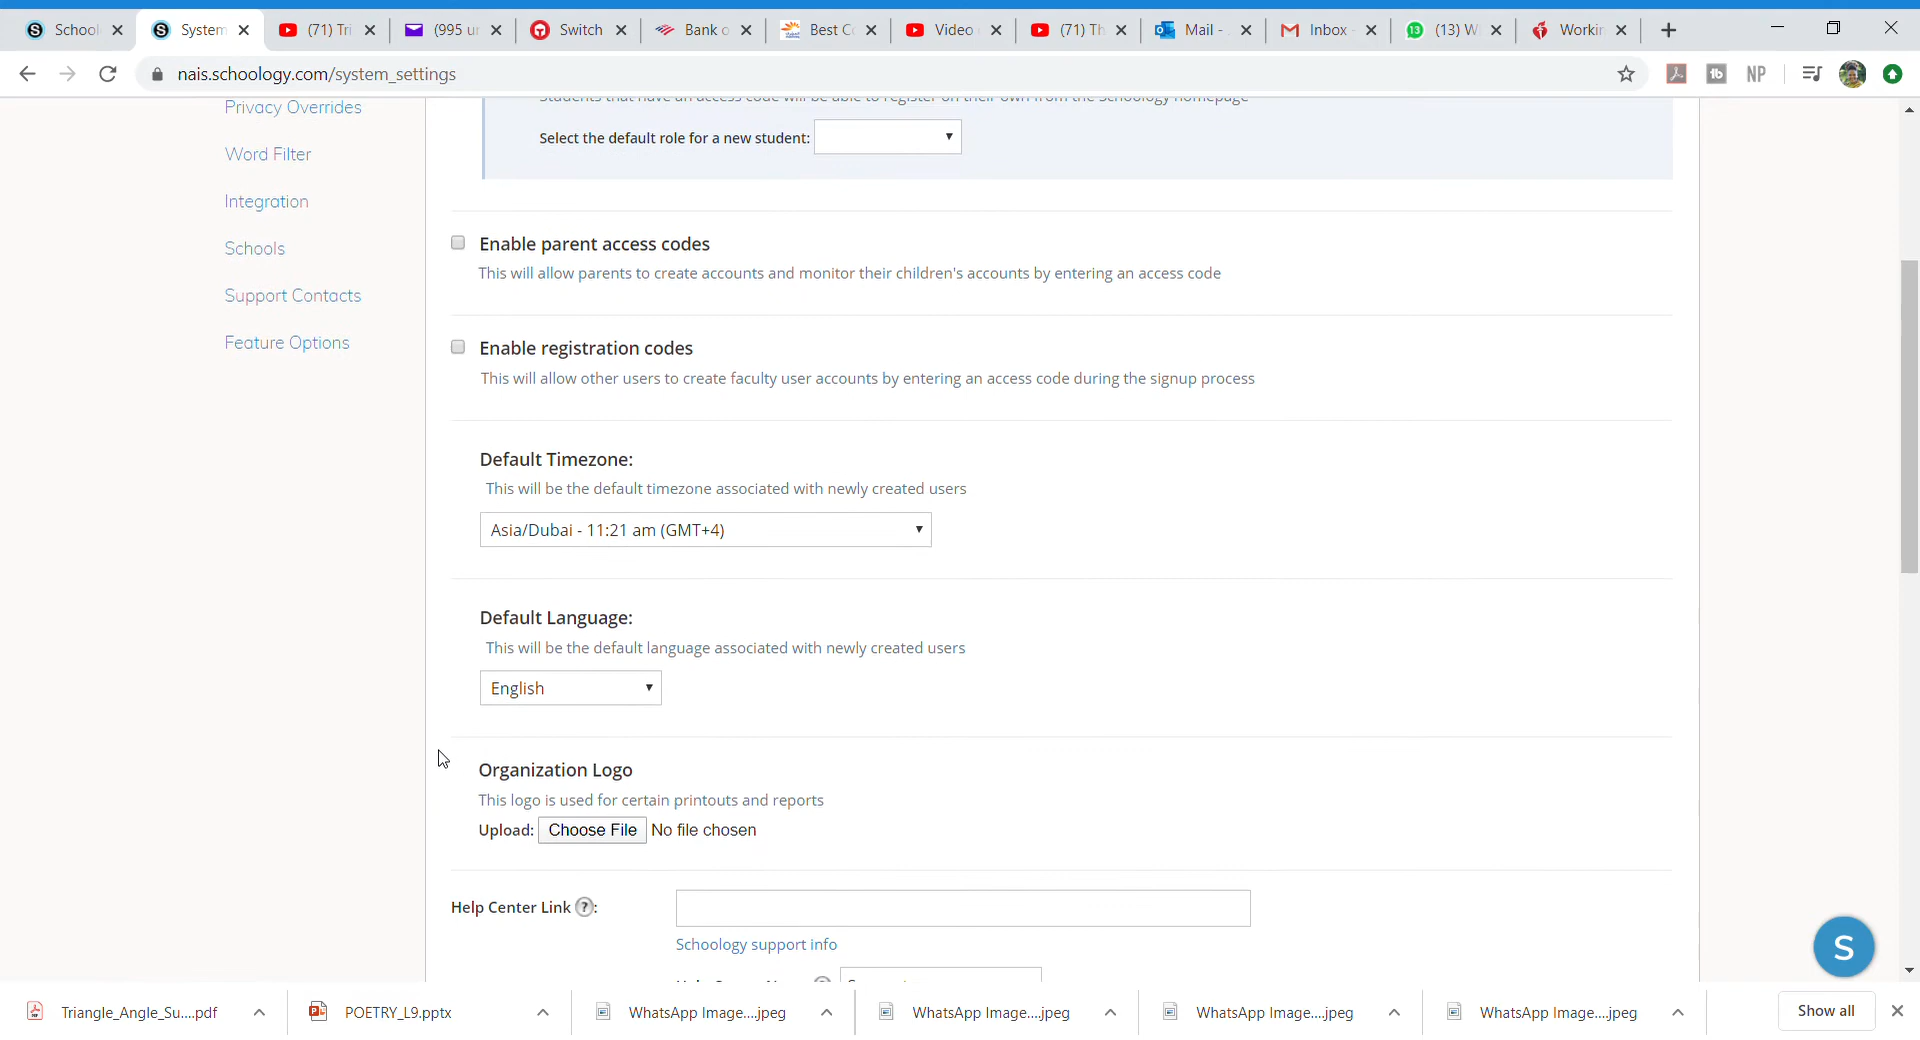 School
System
(71) Tri
(995 un
Switch
Bank o
Best Co
Video
(71) Th
Mail -
Inbox
(13) W
Workin
nais.schoology.com/system_settings
NP
Privacy Overrides
Word Filter
Integration
Schools
Support Contacts
Feature Options
Students that have an access code will be able to register on their own from the Schoology homepage
Select the default role for a new student:
Enable parent access codes
This will allow parents to create accounts and monitor their children's accounts by entering an access code
Enable registration codes
This will allow other users to create faculty user accounts by entering an access code during the signup process
Default Timezone:
This will be the default timezone associated with newly created users
Asia/Dubai - 11:21 am (GMT+4)
Default Language:
This will be the default language associated with newly created users
English
Organization Logo
This logo is used for certain printouts and reports
Upload: Choose File No file chosen
Help Center Link ?:
Schoology support info
S
Triangle_Angle_Su....pdf
POETRY_L9.pptx
WhatsApp Image....jpeg
WhatsApp Image....jpeg
WhatsApp Image....jpeg
WhatsApp Image....jpeg
Show all